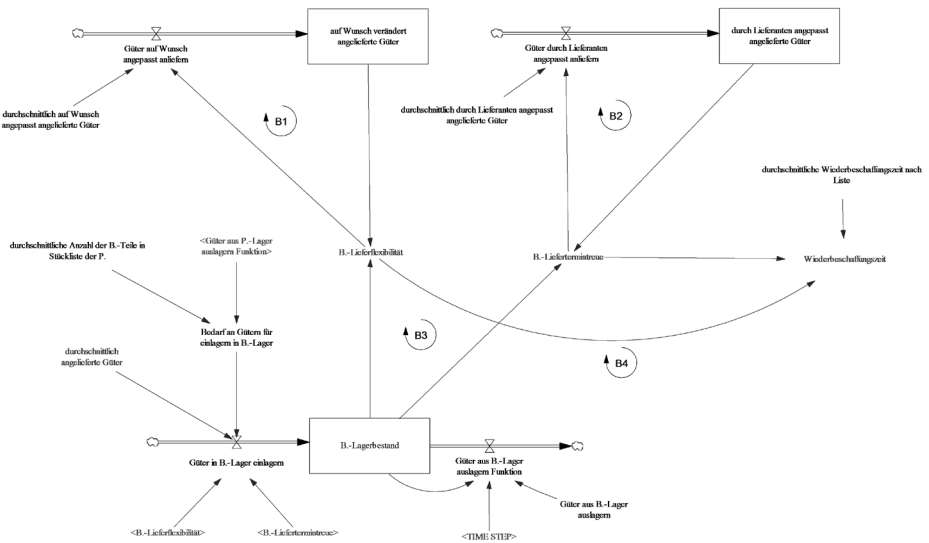 auf Wunsch verändert
angelieferte Güter
durch Lieferanten angepasst
angelieferte Güter
Güter auf Wunsch
angepasst anliefern
Güter durch Lieferanten
angepasst anliefern
durchschnittlich auf Wunsch
angepasst angelieferte Güter
B1
durchschnittlich durch Lieferanten angepasst
angelieferte Güter
B2
durchschnittliche Wiederbeschaffungszeit nach
Liste
durchschnittliche Anzahl der B.-Teile in
Stückliste der P.
<Güter aus P.-Lager
auslagern Funktion>
B.-Lieferflexibilität
B.-Liefertermintreue
Wiederbeschaffungszeit
Bedarf an Gütern für
einlagern in B.-Lager
B3
B4
durchschnittlich
angelieferte Güter
B.-Lagerbestand
Güter in B.-Lager einlagern
Güter aus B.-Lager
auslagern Funktion
Güter aus B.-Lager
auslagern
<B.-Lieferflexibilität>
<B.-Liefertermintreue>
<TIME STEP>